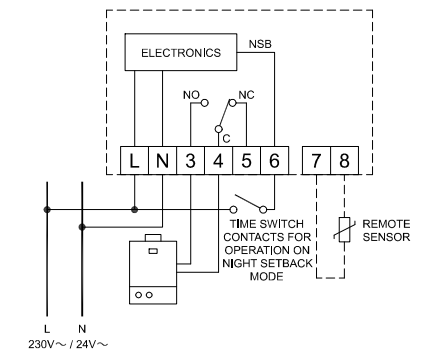 ELECTRONICS
NSB
NO
NC
C
L N 3 4 5 6 7 8
TIME SWITCH
CONTACTS FOR
OPERATION ON
NIGHT SETBACK
MODE
REMOTE
SENSOR
L N
230V～ / 24V～